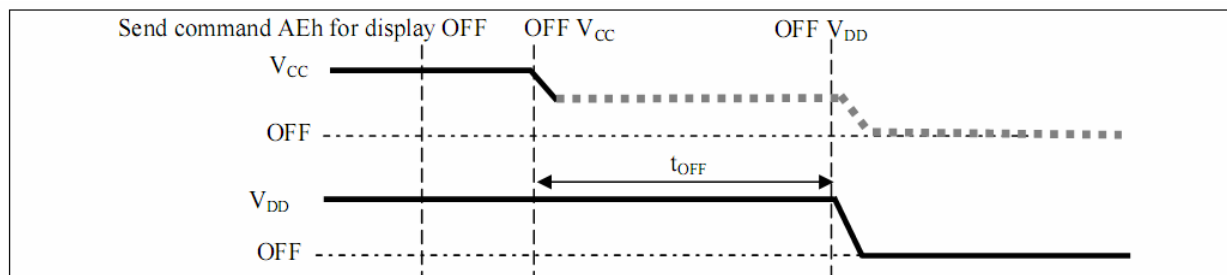 Send command AEh for display OFF OFF VCC OFF VDD
VCC
OFF
tOFF
VDD
OFF